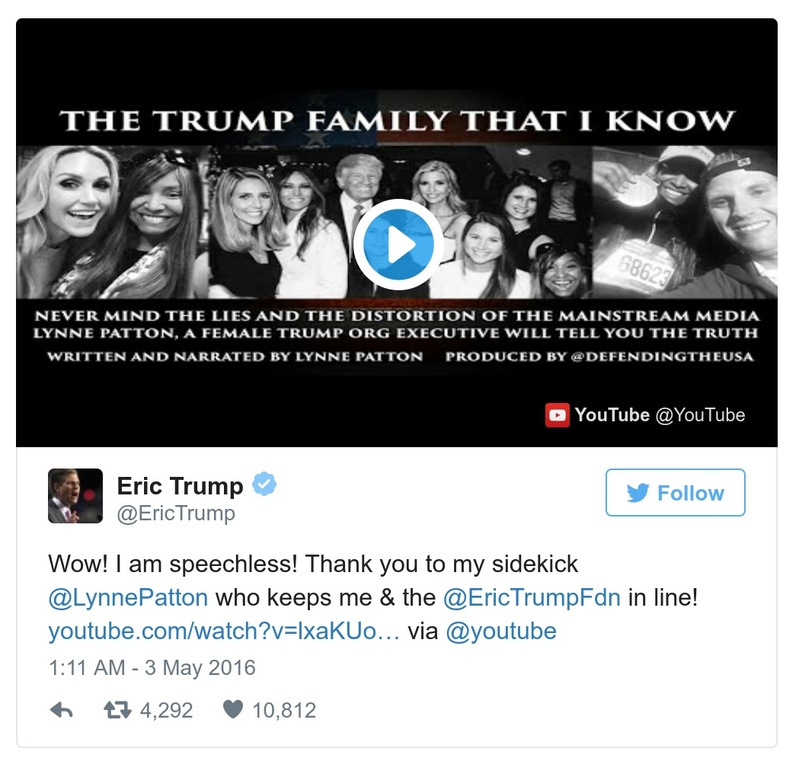 THE TRUMP FAMILY THAT I KNOW
68623
NEVER MIND THE LIES AND THE DISTORTION OF THE MAINSTREAM MEDIA
LYNNE PATTON, A FEMALE TRUMP ORG EXECUTIVE WILL TELL YOU THE TRUTH
WRITTEN AND NARRATED BY LYNNE PATTON PRODUCED BY @DEFENDINGTHEUSA
YouTube @YouTube
Eric Trump
@EricTrump
Follow
Wow! I am speechless! Thank you to my sidekick
@LynnePatton who keeps me & the @EricTrumpFdn in line!
youtube.com/watch?v=lxaKUo… via @youtube
1:11 AM - 3 May 2016
4,292 10,812